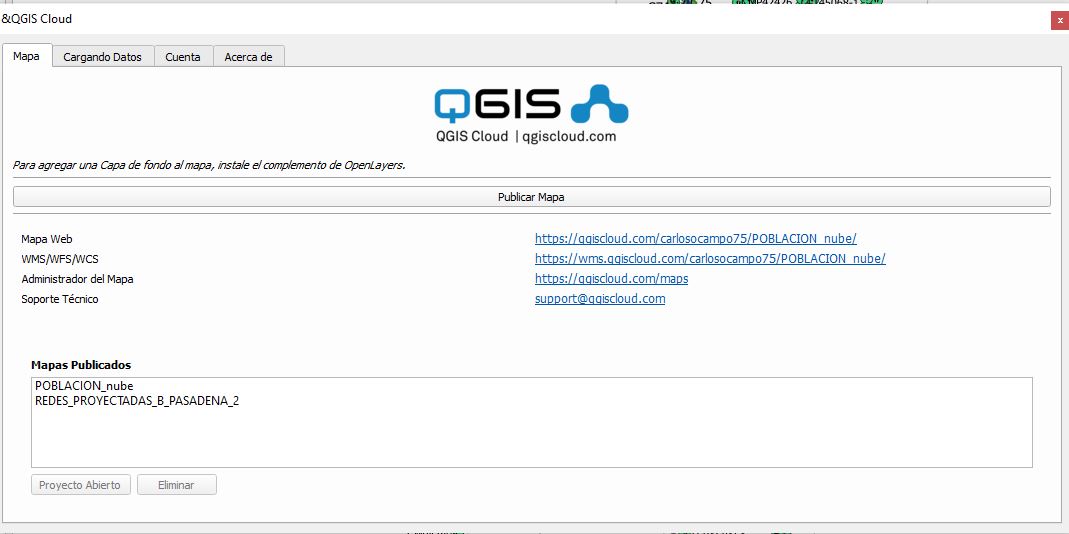 &QGIS Cloud
x
Mapa
Cargando Datos
Cuenta
Acerca de
QGIS
QGIS Cloud | qgiscloud.com
Para agregar una Capa de fondo al mapa, instale el complemento de OpenLayers.
Publicar Mapa
Mapa Web https://qgiscloud.com/carlosocampo75/POBLACION_nube/
WMS/WFS/WCS https://wms.qgiscloud.com/carlosocampo75/POBLACION_nube/
Administrador del Mapa https://qgiscloud.com/maps
Soporte Técnico support@qgiscloud.com
Mapas Publicados
POBLACION_nube
REDES_PROYECTADAS_B_PASADENA_2
Proyecto Abierto
Eliminar